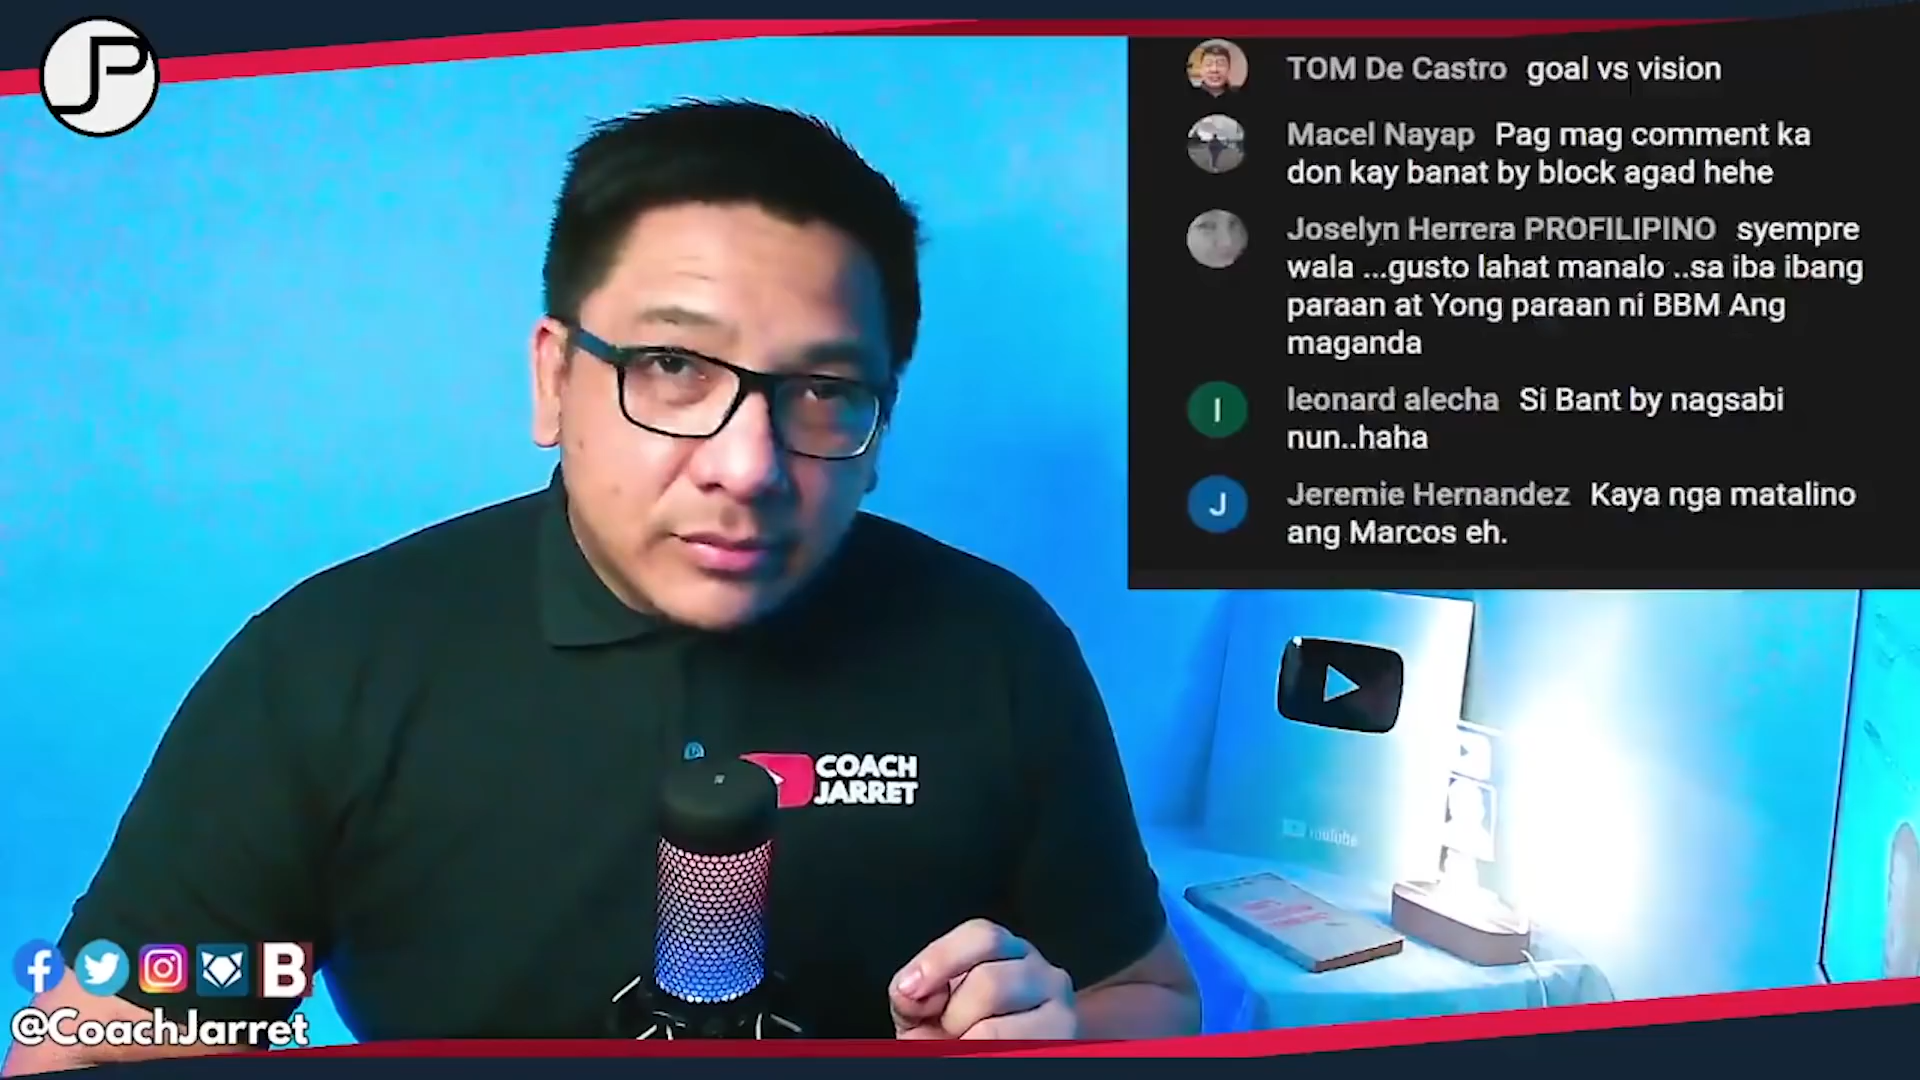 JP
TOM De Castro goal vs vision
Macel Nayap Pag mag comment ka
don kay banat by block agad hehe
Joselyn Herrera PROFILIPINO syempre
wala ...gusto lahat manalo ..sa iba ibang
paraan at Yong paraan ni BBM Ang
maganda
leonard alecha Si Bant by nagsabi
nun..haha
Jeremie Hernandez Kaya nga matalino
ang Marcos eh.
COACH
JARRET
YouTube
@CoachJarret